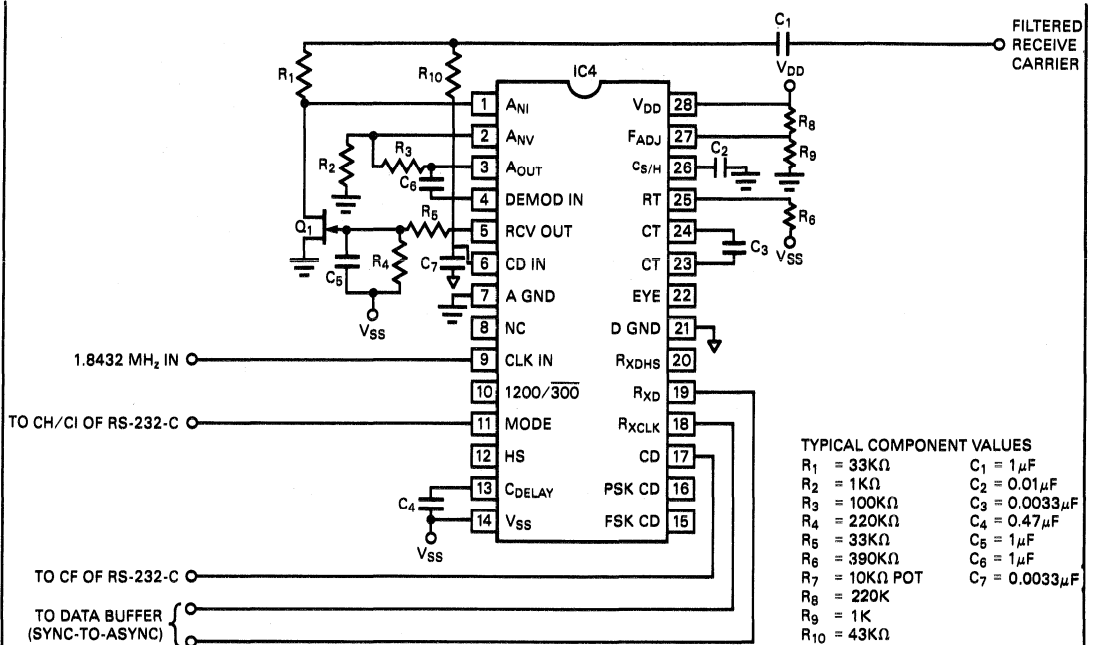 C1
FILTERED
RECEIVE
CARRIER
VDD
R1
R10
IC4
1 ANI
VDD 28
R8
2 ANV
FADJ 27
R2
R3
3 AOUT
CS/H 26
C2
R9
C6
4 DEMOD IN
RT 25
R5
R6
Q1
5 RCV OUT
CT 24
C3
VSS
C5
R4
C7
6 CD IN
CT 23
7 A GND
EYE 22
VSS
8 NC
D GND 21
1.8432 MHz IN
9 CLK IN
RXDHS 20
10 1200/300
RXD 19
TO CH/CI OF RS-232-C
11 MODE
RXCLK 18
12 HS
CD 17
C4
13 CDELAY
PSK CD 16
14 VSS
FSK CD 15
VSS
TO CF OF RS-232-C
TO DATA BUFFER
(SYNC-TO-ASYNC)
TYPICAL COMPONENT VALUES
R1 = 33KΩ C1 = 1μF
R2 = 1KΩ C2 = 0.01μF
R3 = 100KΩ C3 = 0.0033μF
R4 = 220KΩ C4 = 0.47μF
R5 = 33KΩ C5 = 1μF
R6 = 390KΩ C6 = 1μF
R7 = 10KΩ POT C7 = 0.0033μF
R8 = 220K
R9 = 1K
R10 = 43KΩ